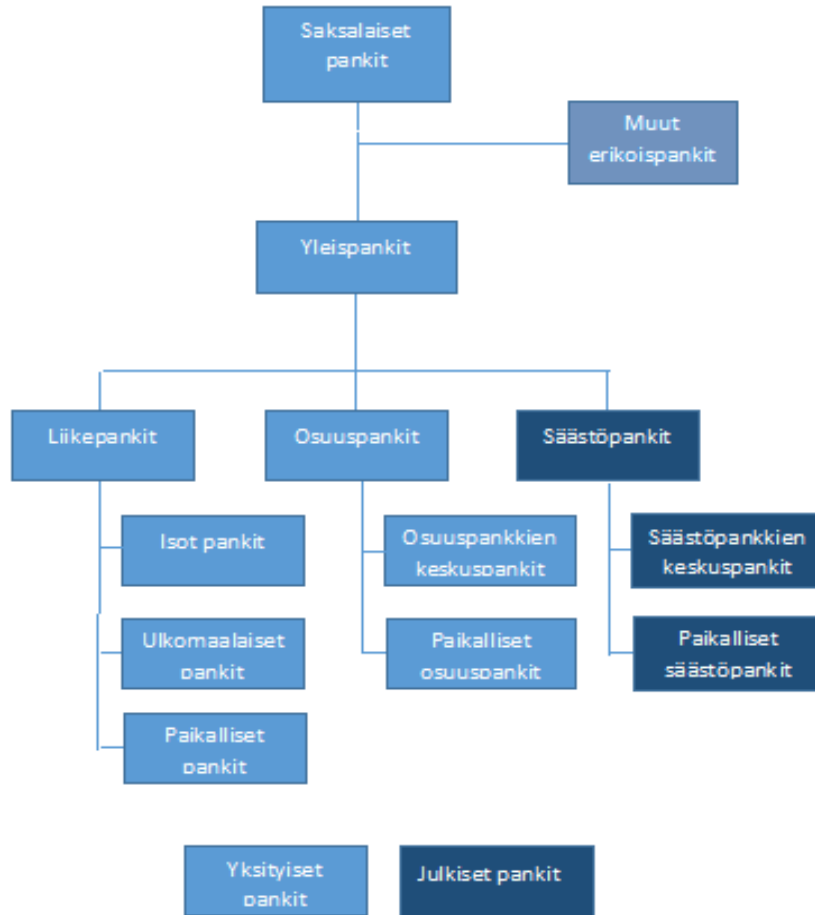 Saksalaiset
pankit
Muut
erikoispankit
Yleispankit
Liikepankit
Osuuspankit
Säästöpankit
Isot pankit
Osuuspankkien
keskuspankit
Säästöpankkien
keskuspankit
Ulkomaalaiset
pankit
Paikalliset
osuuspankit
Paikalliset
säästöpankit
Paikalliset
pankit
Yksityiset
pankit
Julkiset pankit